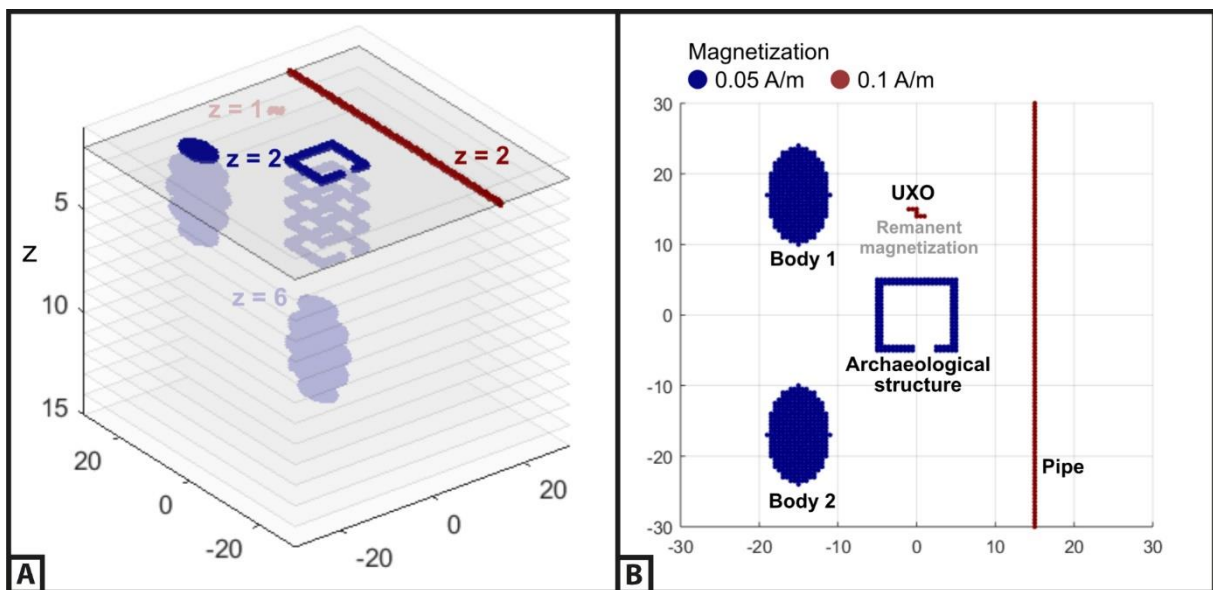 z = 1
z = 2
z = 2
5
z = 6
z
10
15
20
0
-20
-20
0
20
A
Magnetization
0.05 A/m
0.1 A/m
30
20
10
0
-10
-20
-30
-30
-20
-10
0
10
20
30
UXO
Remanent
magnetization
Body 1
Archaeological
structure
Body 2
Pipe
B